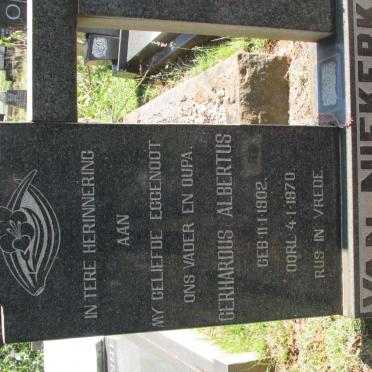 IN TERE HERINNERING
AAN
MY GELIEFDE EGGENOOT
ONS VADER EN OUPA.
GERHARDUS ALBERTUS
GEB. 11·1·1902.
OORL. 4·1·1970.
RUS IN VREDE.
VAN NIEKERK